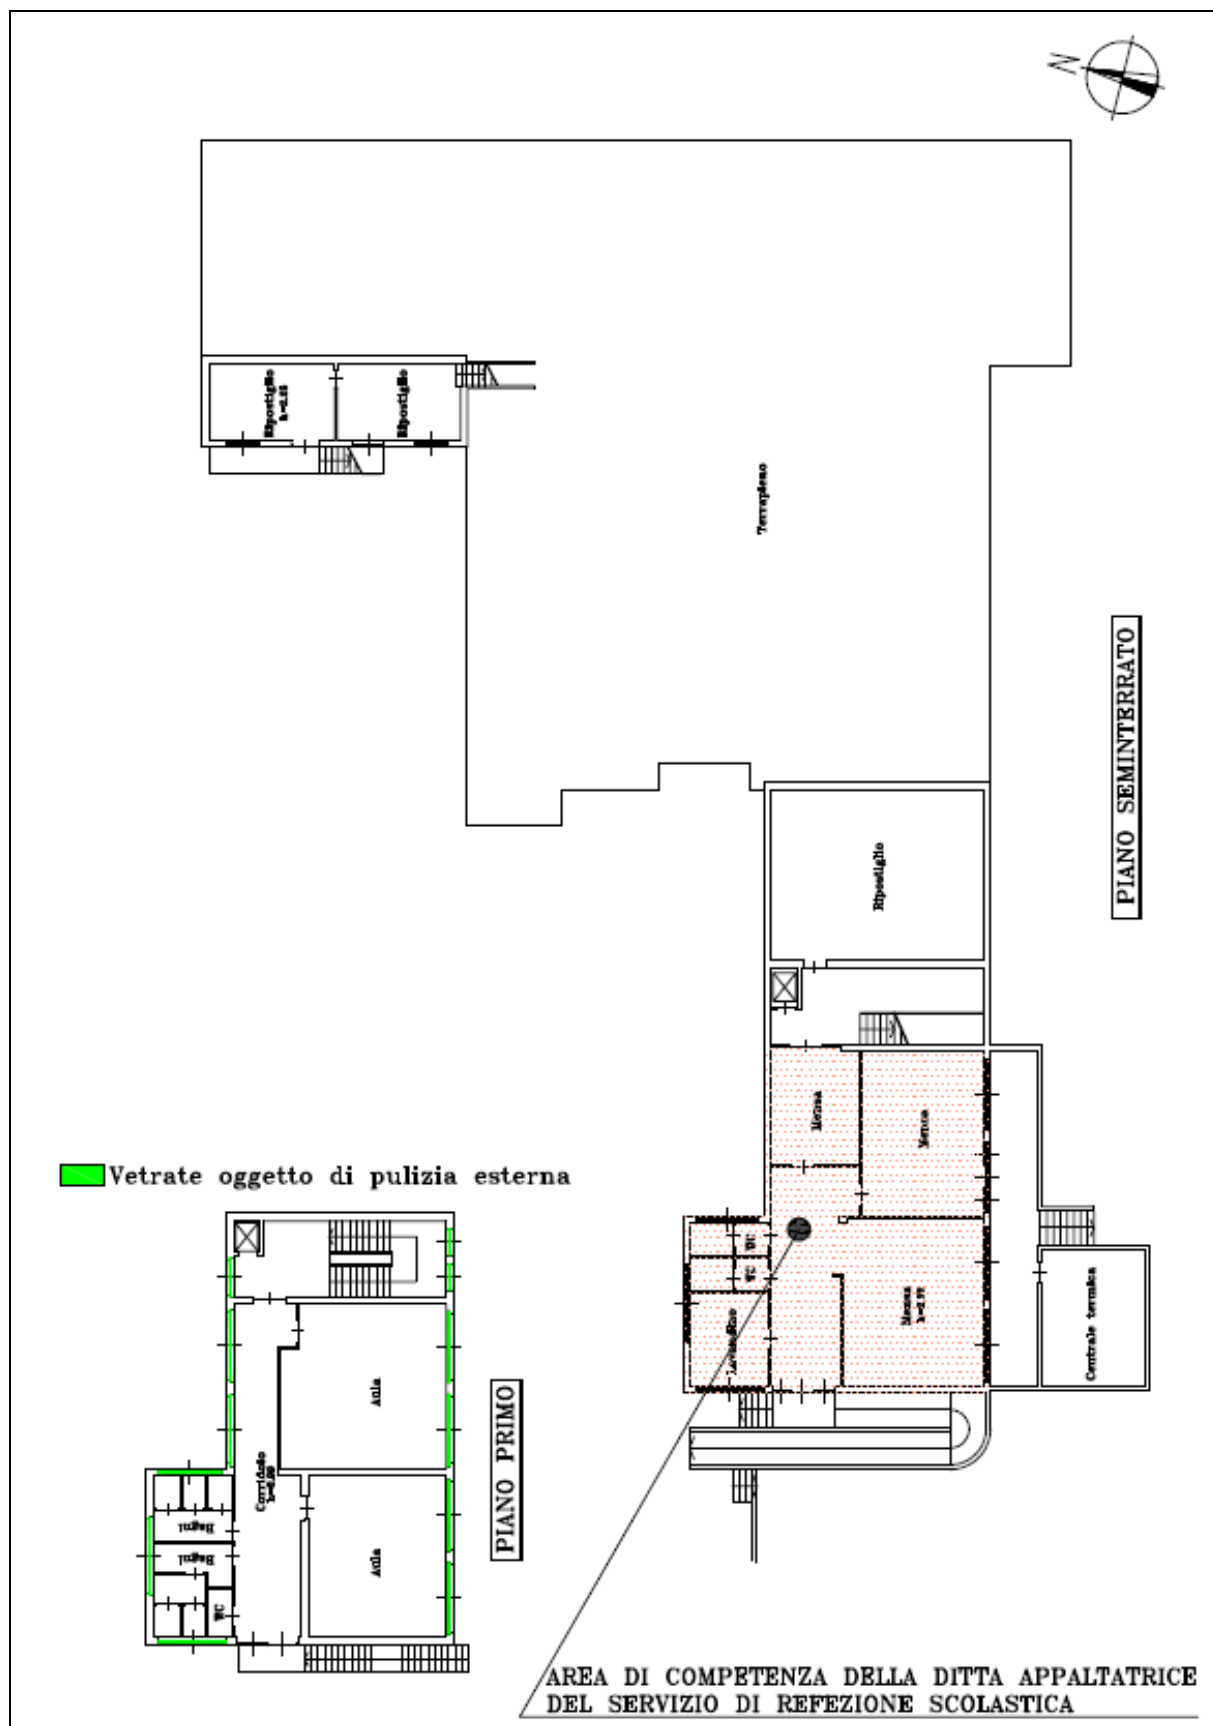 N
Ripostiglio
Ripostiglio
Terrapieno
PIANO SEMINTERRATO
Ripostiglio
Mensa
Mensa
Vetrate oggetto di pulizia esterna
WC
WC
Mensa
Centrale termica
Aula
PIANO PRIMO
Corridoio
Bagni
Bagni
Aula
WC
AREA DI COMPETENZA DELLA DITTA APPALTATRICE
DEL SERVIZIO DI REFEZIONE SCOLASTICA